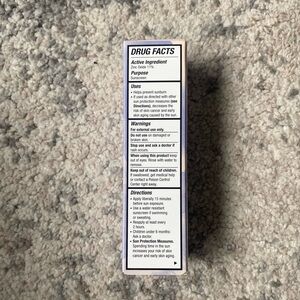 DRUG FACTS
Active Ingredient
Zinc Oxide 11%
Purpose
Sunscreen
Uses
• Helps prevent sunburn
• If used as directed with other
sun protection measures (see
Directions), decreases the
risk of skin cancer and early
skin aging caused by the sun
Warnings
For external use only.
Do not use on damaged or
broken skin.
Stop use and ask a doctor if
rash occurs.
When using this product keep
out of eyes. Rinse with water to
remove.
Keep out of reach of children.
If swallowed, get medical help
or contact a Poison Control
Center right away.
Directions
• Apply liberally 15 minutes
before sun exposure.
• Use a water resistant
sunscreen if swimming
or sweating.
• Reapply at least every
2 hours.
• Children under 6 months:
Ask a doctor.
• Sun Protection Measures.
Spending time in the sun
increases your risk of skin
cancer and early skin aging.